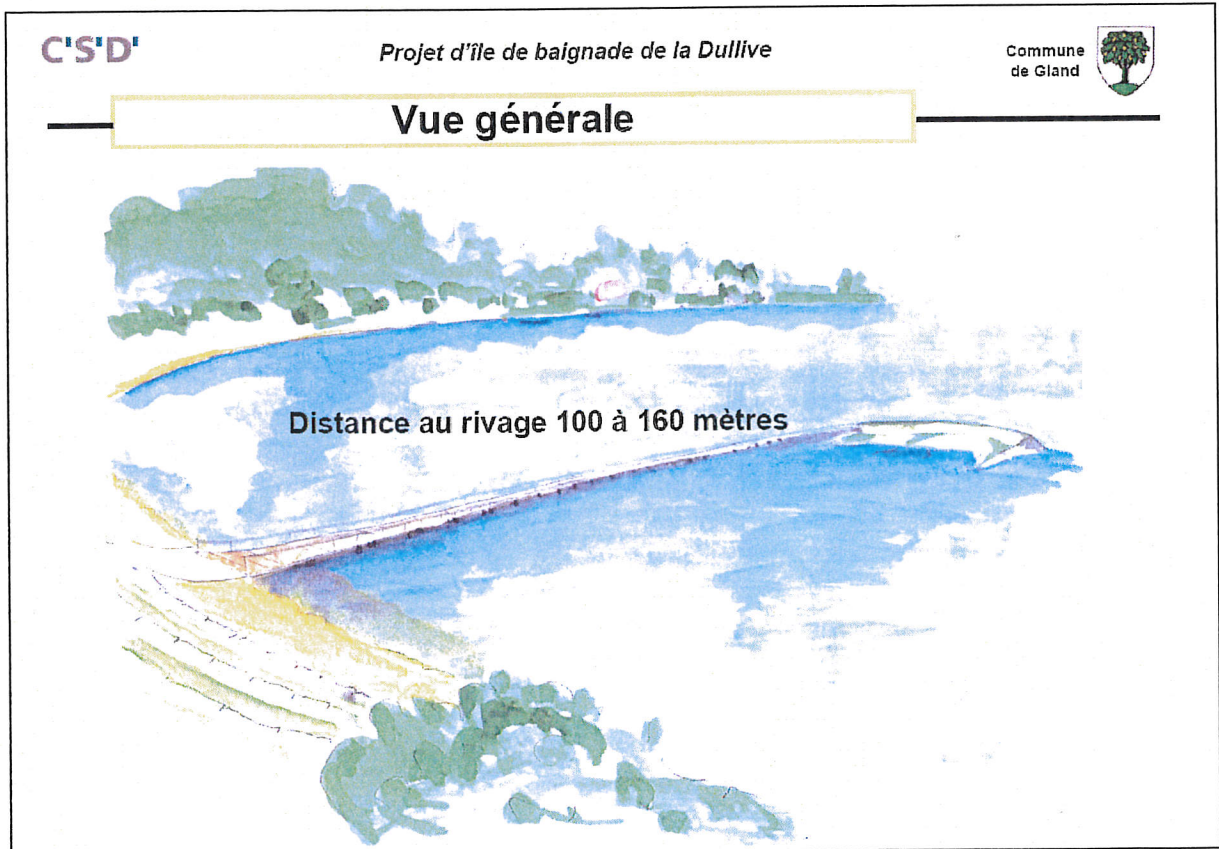 C'S'D'
Projet d'île de baignade de la Dullive
Commune
de Gland
Vue générale
Distance au rivage 100 à 160 mètres